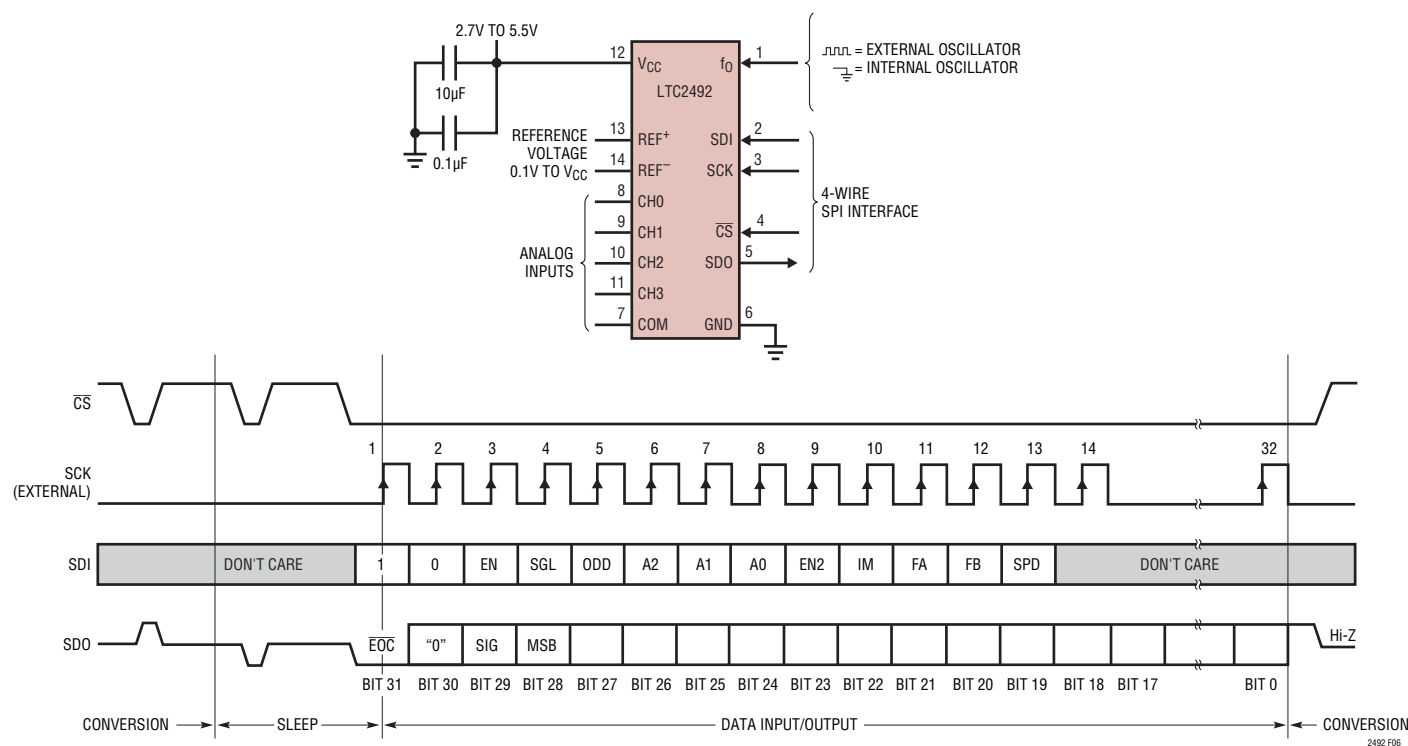 2.7V TO 5.5V
10µF
0.1µF
REFERENCE
VOLTAGE
0.1V TO VCC
ANALOG
INPUTS
12
13
14
8
9
10
11
7
VCC
LTC2492
REF+
REF−
CH0
CH1
CH2
CH3
COM
fO
SDI
SCK
CS
SDO
GND
1
2
3
4
5
6
= EXTERNAL OSCILLATOR
= INTERNAL OSCILLATOR
4-WIRE
SPI INTERFACE
CS
SCK
(EXTERNAL)
1 2 3 4 5 6 7 8 9 10 11 12 13 14 32
SDI DON'T CARE 1 0 EN SGL ODD A2 A1 A0 EN2 IM FA FB SPD DON'T CARE
SDO EOC “0” SIG MSB Hi-Z
BIT 31 BIT 30 BIT 29 BIT 28 BIT 27 BIT 26 BIT 25 BIT 24 BIT 23 BIT 22 BIT 21 BIT 20 BIT 19 BIT 18 BIT 17 BIT 0
CONVERSION SLEEP DATA INPUT/OUTPUT CONVERSION
2492 F06